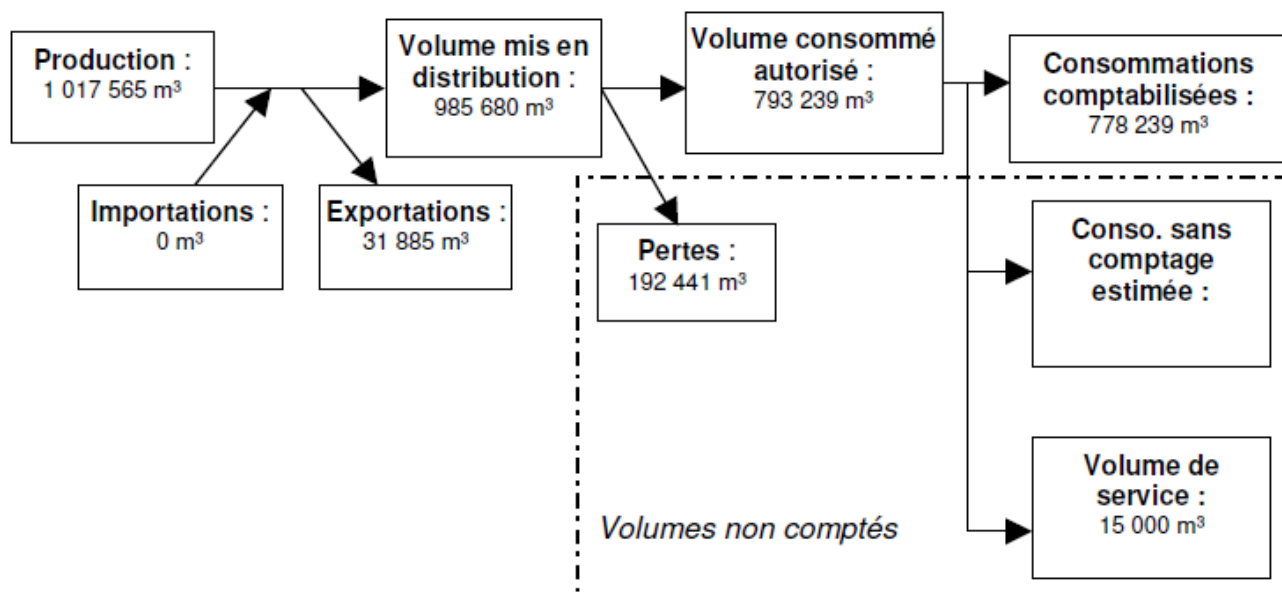 Production :
1 017 565 m³
Volume mis en
distribution :
985 680 m³
Volume consommé
autorisé :
793 239 m³
Consommations
comptabilisées :
778 239 m³
Importations :
0 m³
Exportations :
31 885 m³
Pertes :
192 441 m³
Conso. sans
comptage
estimée :
Volume de
service :
15 000 m³
Volumes non comptés